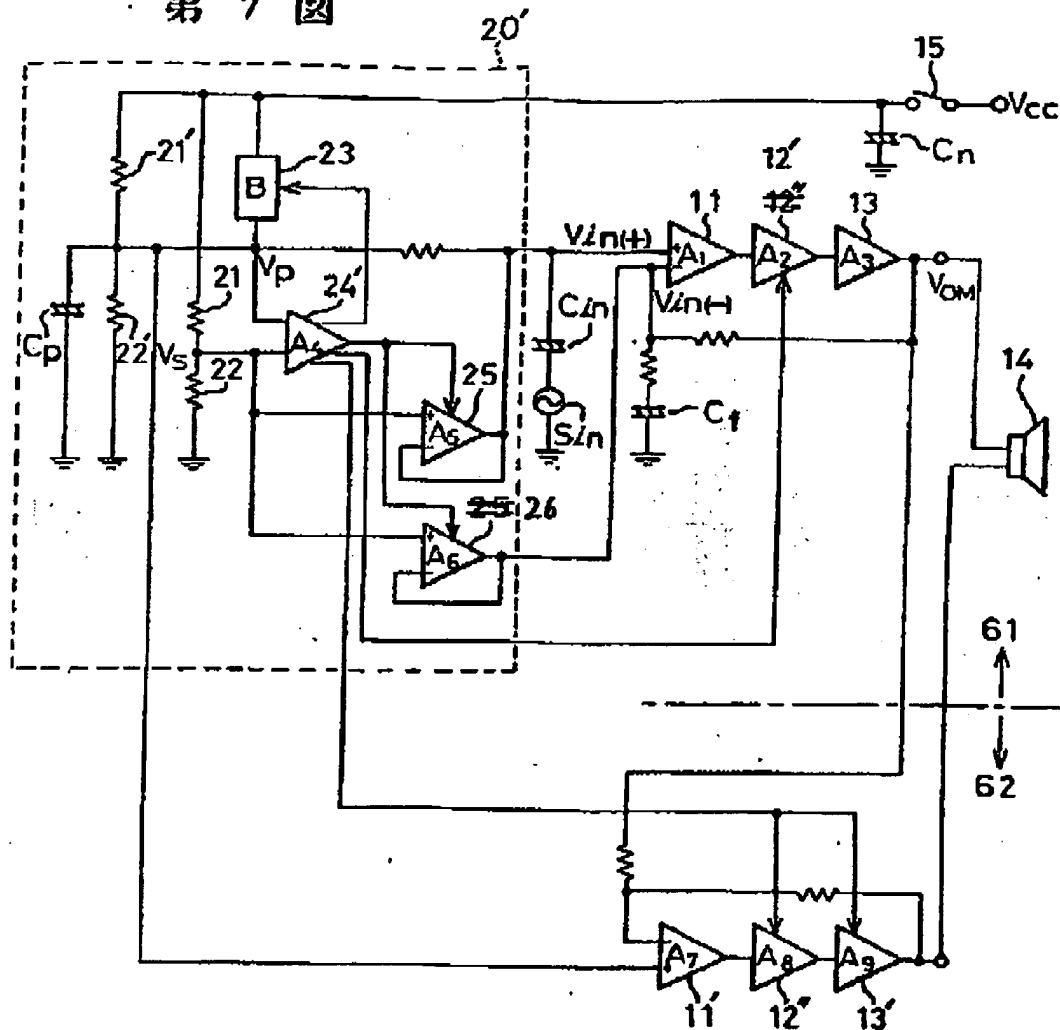 第 7 図
20'
15
Vcc
21'
23
B
Cn
12'
12"
11
13
Vin(+)
A1
A2
A3
Vp
21
24'
Vin(-)
VOM
Cp
22'
Vs
22
A4
25
Cin
14
A5
Sin
Cf
25 26
A6
61
62
A7
A8
A9
11'
12"
13'